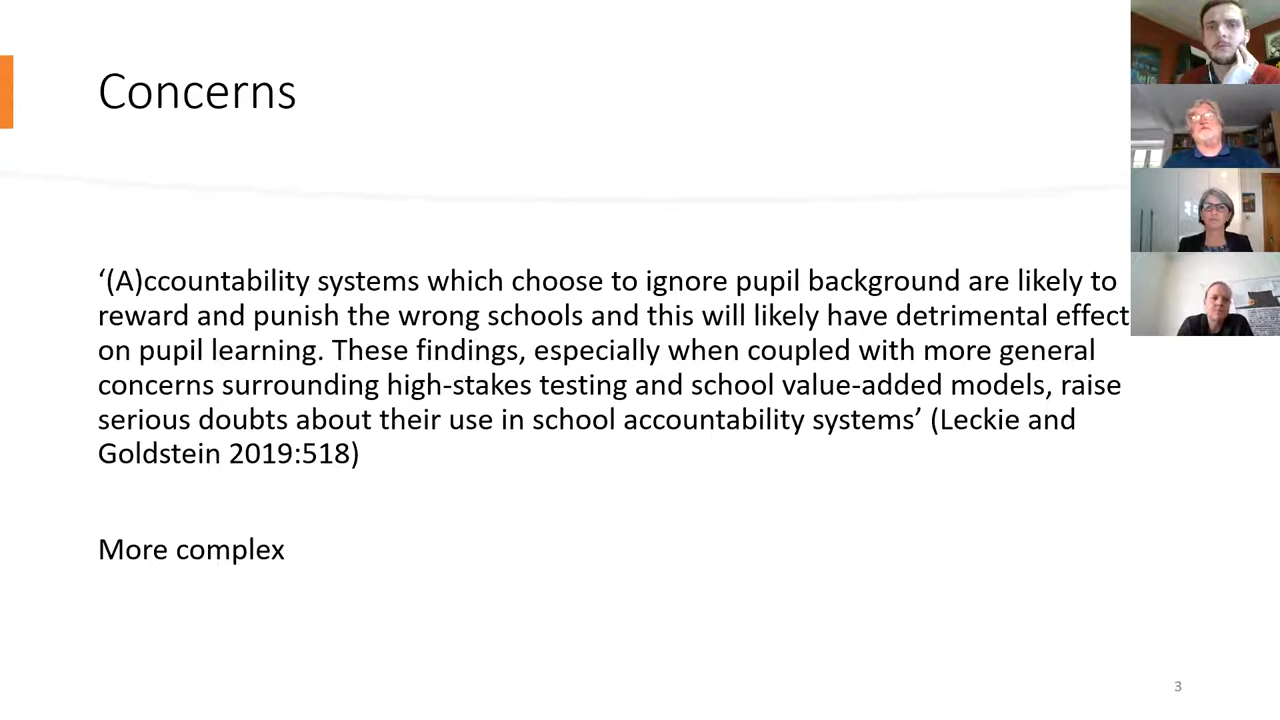 Concerns
‘(A)ccountability systems which choose to ignore pupil background are likely to
reward and punish the wrong schools and this will likely have detrimental effect
on pupil learning. These findings, especially when coupled with more general
concerns surrounding high-stakes testing and school value-added models, raise
serious doubts about their use in school accountability systems’ (Leckie and
Goldstein 2019:518)
More complex
3